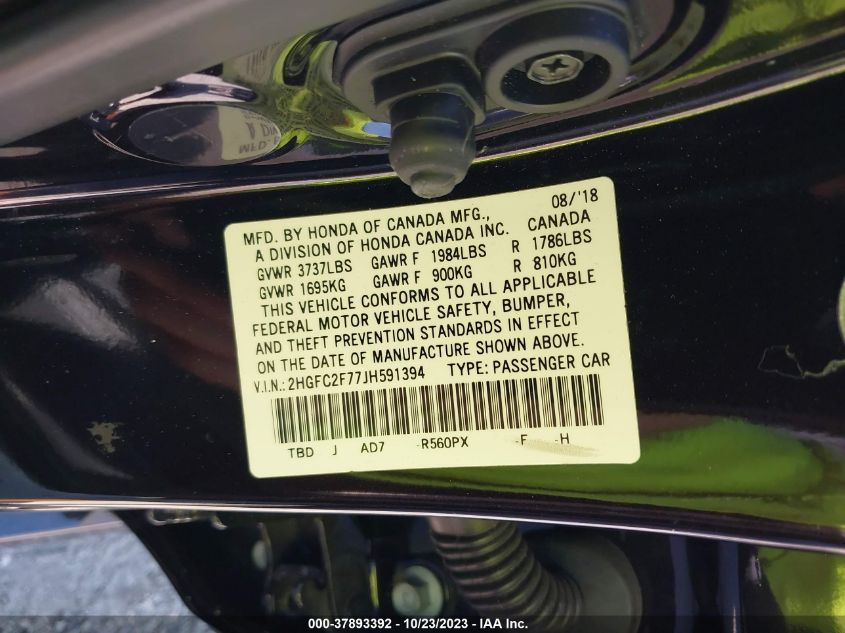 MFD. BY HONDA OF CANADA MFG., 08/'18
A DIVISION OF HONDA CANADA INC. CANADA
GVWR 3737LBS GAWR F 1984LBS R 1786LBS
GVWR 1695KG GAWR F 900KG R 810KG
THIS VEHICLE CONFORMS TO ALL APPLICABLE
FEDERAL MOTOR VEHICLE SAFETY, BUMPER,
AND THEFT PREVENTION STANDARDS IN EFFECT
ON THE DATE OF MANUFACTURE SHOWN ABOVE.
V.I.N.: 2HGFC2F77JH591394 TYPE: PASSENGER CAR
TBD J AD7 -R560PX -F -H
000-37893392 - 10/23/2023 - IAAI Inc.